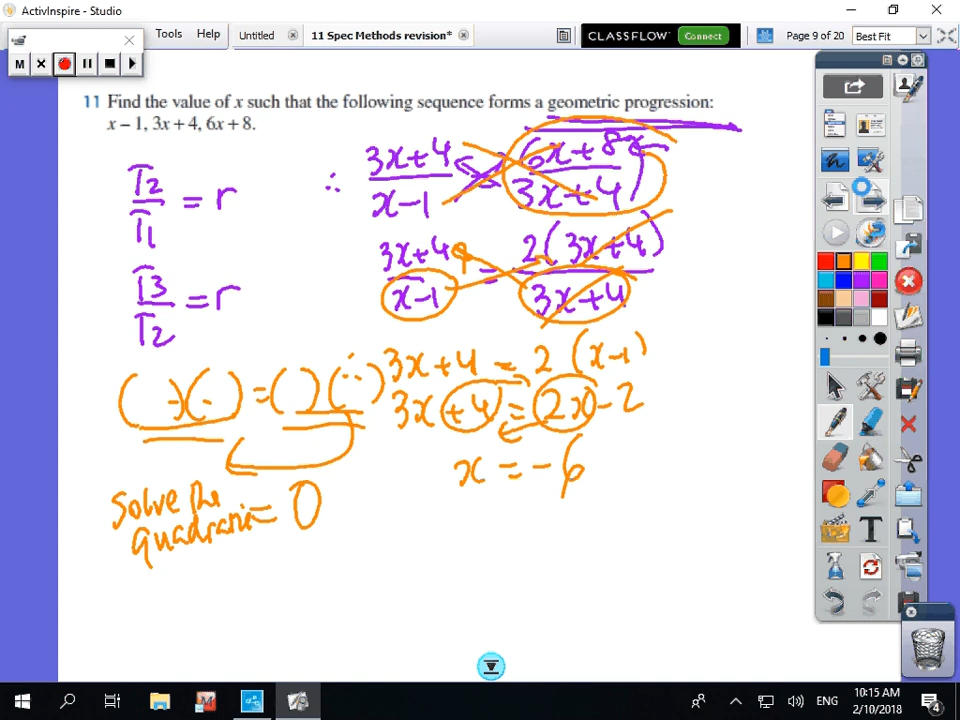 ActivInspire - Studio
Tools Help Untitled 11 Spec Methods revision* CLASSFLOW Connect Page 9 of 20 Best Fit
M
11 Find the value of x such that the following sequence forms a geometric progression:
x – 1, 3x + 4, 6x + 8.
T2/T1 = r
∴ 3x+4/x-1 = 6x+8/3x+4
T3/T2 = r
3x+4/x-1 = 2(3x+4)/3x+4
∴ 3x+4 = 2(x-1)
( )( ) = ( )( )
3x+4 = 2x-2
x = -6
Solve the quadratic = 0
T
ENG
10:15 AM
2/10/2018
4